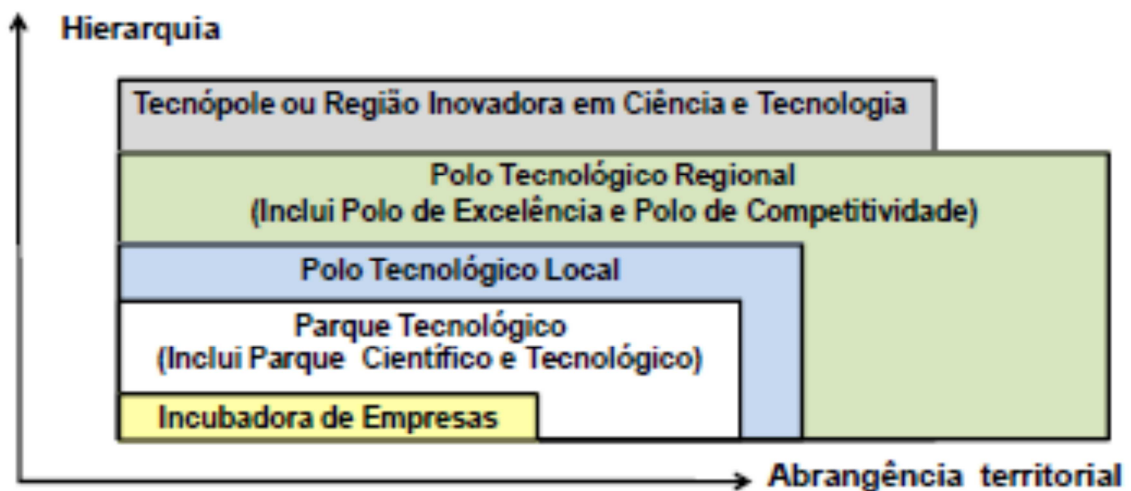 Hierarquia
Tecnópole ou Região Inovadora em Ciência e Tecnologia
Polo Tecnológico Regional
(Inclui Polo de Excelência e Polo de Competitividade)
Polo Tecnológico Local
Parque Tecnológico
(Inclui Parque Científico e Tecnológico)
Incubadora de Empresas
Abrangência territorial